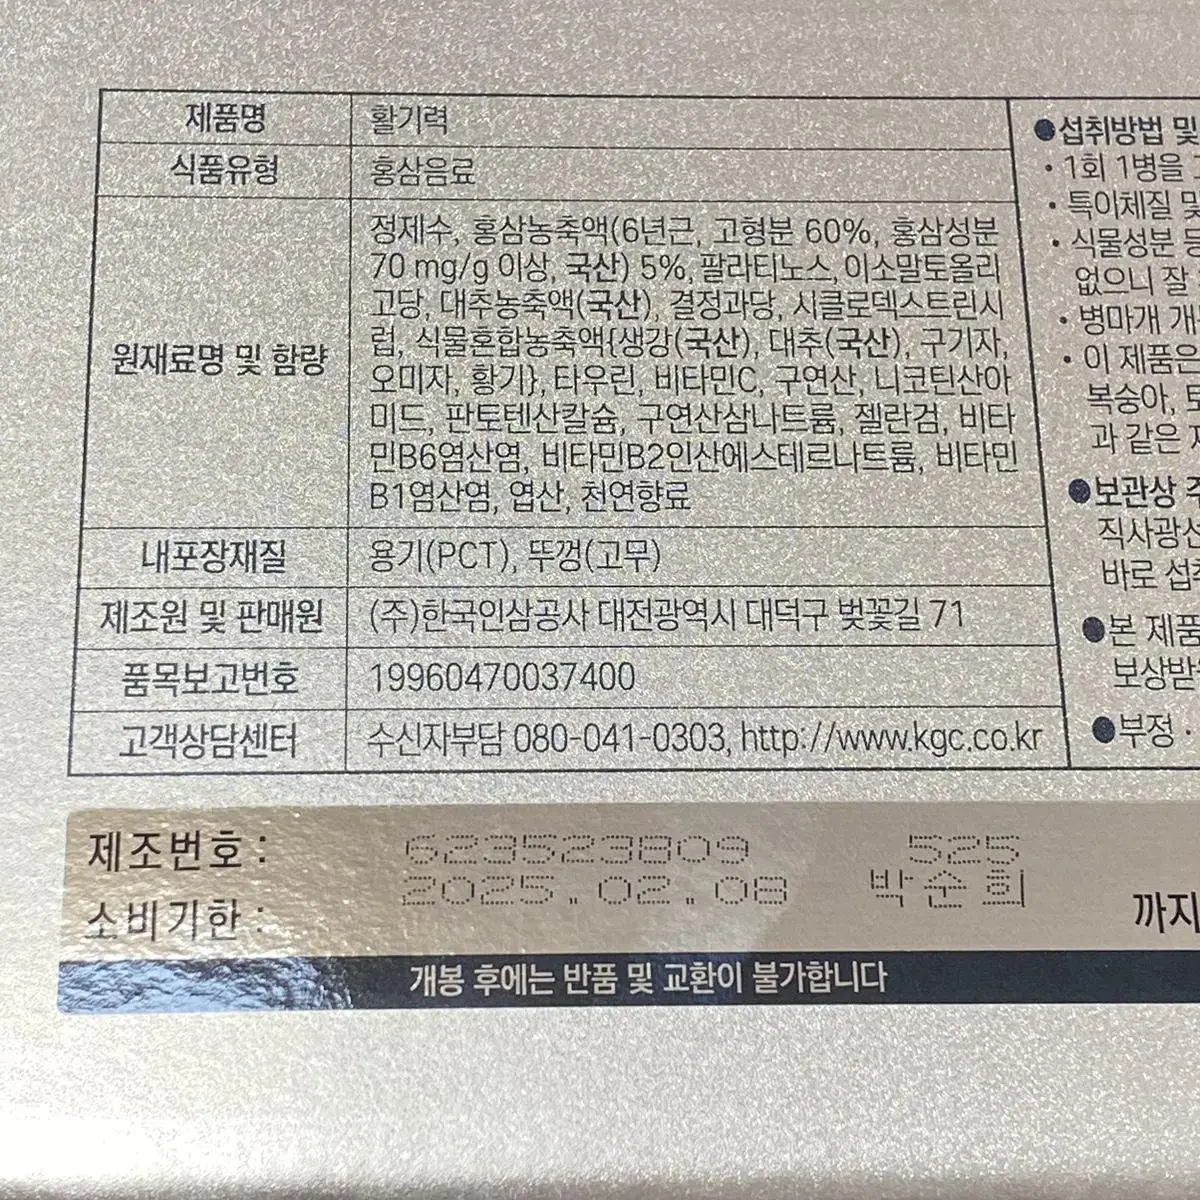 제품명 활기력
식품유형 홍삼음료
원재료명 및 함량
정제수, 홍삼농축액(6년근, 고형분 60%, 홍삼성분
70 mg/g 이상, 국산) 5%, 팔라티노스, 이소말토올리
고당, 대추농축액(국산), 결정과당, 시클로덱스트린시
럽, 식물혼합농축액{생강(국산), 대추(국산), 구기자,
오미자, 황기}, 타우린, 비타민C, 구연산, 니코틴산아
미드, 판토텐산칼슘, 구연산삼나트륨, 젤란검, 비타
민B6염산염, 비타민B2인산에스테르나트륨, 비타민
B1염산염, 엽산, 천연향료
내포장재질 용기(PCT), 뚜껑(고무)
제조원 및 판매원 (주)한국인삼공사 대전광역시 대덕구 벚꽃길 71
품목보고번호 19960470037400
고객상담센터 수신자부담 080-041-0303, http://www.kgc.co.kr
●섭취방법 및
· 1회 1병을
· 특이체질 및
· 식물성분
없으니 잘
· 병마개
· 이 제품은
복숭아,
과 같은
●보관상
직사광선
바로
●본 제품
보상받
●부정 ·
제조번호 : 623523809 525
소비기한 : 2025.02.08 박순희 까지
개봉 후에는 반품 및 교환이 불가합니다